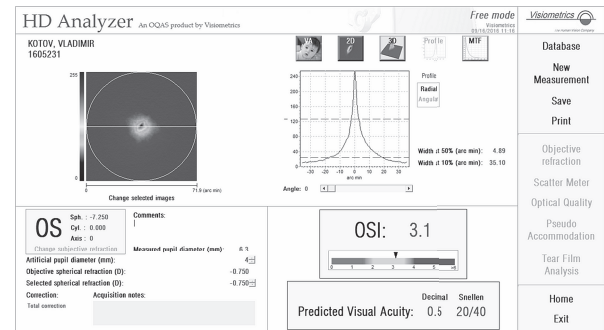 HD Analyzer An OQAS product by Visiometrics
Free mode
Visiometrics
Visiometrics
KOTOV, VLADIMIR
1605231
VA
2D
3D
Profile
MTF
255
0
0
71.9 (arc min)
Change selected images
240
200
160
120
80
40
0
-30 -20 -10 0 10 20 30
arc min
Profile
Radial
Angular
Width at 50% (arc min): 4.89
Width at 10% (arc min): 35.10
Angle: 0
OS
Sph. : -7.250
Cyl. : 0.000
Axis : 0
Change subjective refraction
Comments:
Measured pupil diameter (mm): 6.3
Artificial pupil diameter (mm): 4
Objective spherical refraction (D): -0.750
Selected spherical refraction (D): -0.750
Correction: Acquisition notes:
Total correction
OSI: 3.1
0 1 2 3 4 5
Decimal Snellen
Predicted Visual Acuity: 0.5 20/40
Database
New
Measurement
Save
Print
Objective
refraction
Scatter Meter
Optical Quality
Pseudo
Accommodation
Tear Film
Analysis
Home
Exit